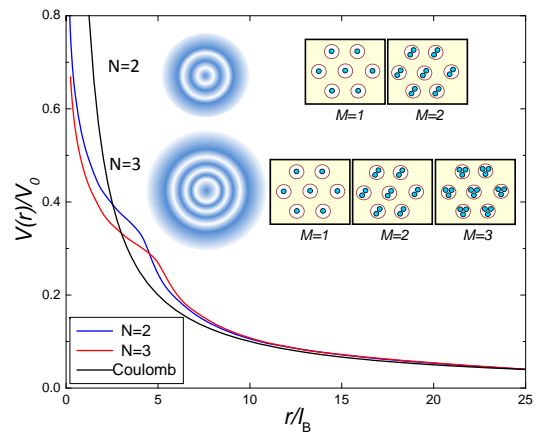 V(r)/V0
0.8
0.6
0.4
0.2
0.0
N=2
N=3
M=1
M=2
M=1
M=2
M=3
N=2
N=3
Coulomb
0
5
10
15
20
25
r/lB